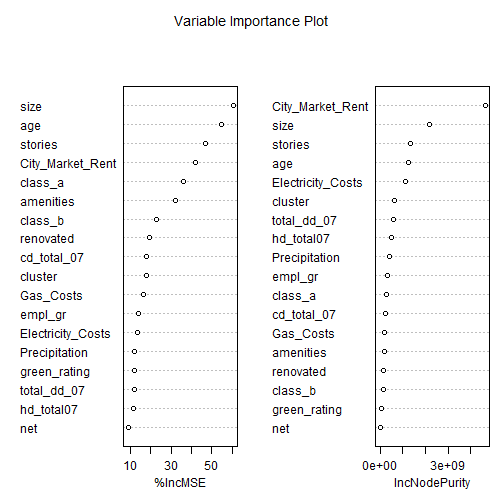 Variable Importance Plot
size
age
stories
City_Market_Rent
class_a
amenities
class_b
renovated
cd_total_07
cluster
Gas_Costs
empl_gr
Electricity_Costs
Precipitation
green_rating
total_dd_07
hd_total07
net
10 30 50
%IncMSE
City_Market_Rent
size
stories
age
Electricity_Costs
cluster
total_dd_07
hd_total07
Precipitation
empl_gr
class_a
cd_total_07
Gas_Costs
amenities
renovated
class_b
green_rating
net
0e+00 3e+09
IncNodePurity